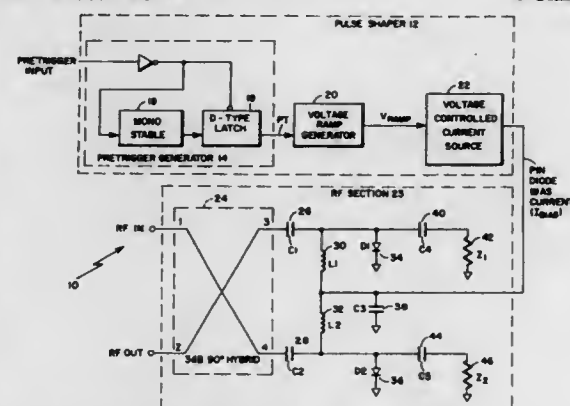 PULSE SHAPER 12
PRETRIGGER
INPUT
18
MONO
STABLE
19
D-TYPE
LATCH
PT
PRETRIGGER GENERATOR 14
20
VOLTAGE
RAMP
GENERATOR
VRAMP
22
VOLTAGE
CONTROLLED
CURRENT
SOURCE
PIN
DIODE
BIAS
CURRENT
(IBIAS)
RF SECTION 23
24
RF IN
1
3
26
C1
40
C4
42
Z1
30
L1
D1
34
10
32
L2
C3
38
RF OUT
2
4
3dB 90° HYBRID
28
C2
D2
36
44
C5
46
Z2